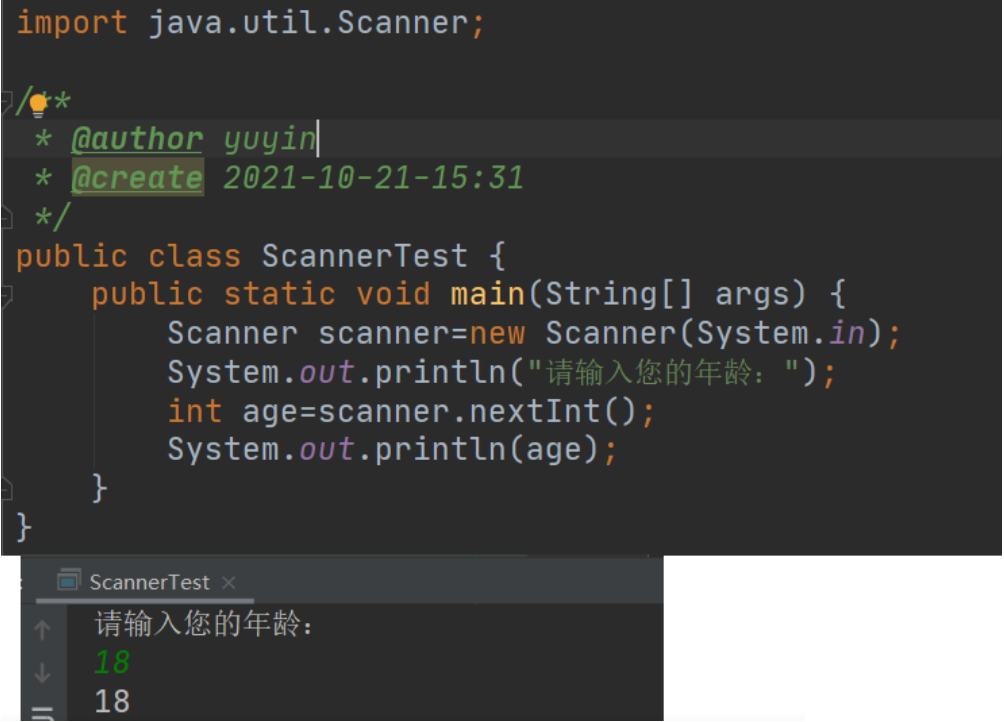 import java.util.Scanner;
/**
* @author yuyin
* @create 2021-10-21-15:31
*/
public class ScannerTest {
public static void main(String[] args) {
Scanner scanner=new Scanner(System.in);
System.out.println("请输入您的年龄：");
int age=scanner.nextInt();
System.out.println(age);
}
}
ScannerTest ×
请输入您的年龄：
18
18